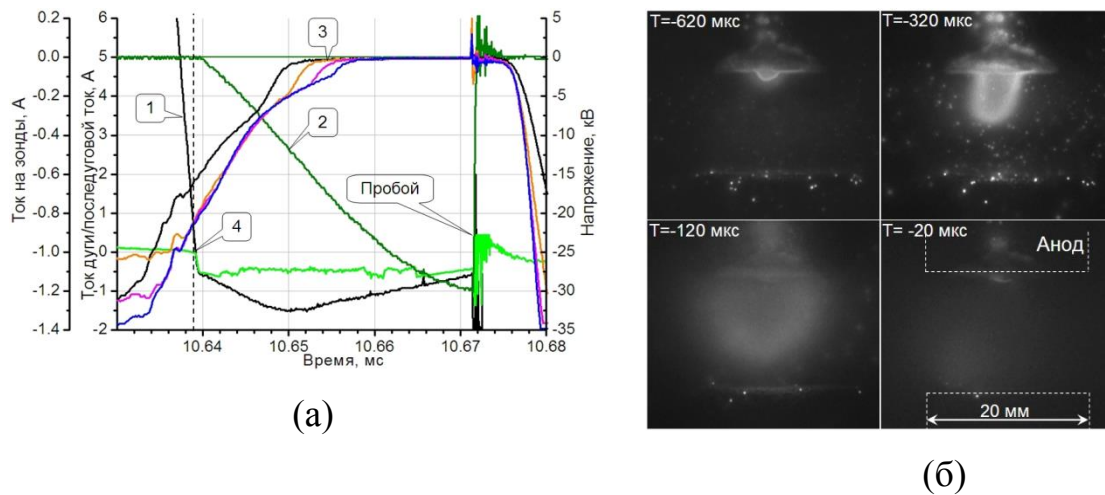 (а)
Ток на зонды, А
0.2
0.0
-0.2
-0.4
-0.6
-0.8
-1.0
-1.2
-1.4
Ток дуги/последуговой ток, А
6
5
4
3
2
1
0
-1
-2
1
2
3
4
Пробой
5
0
-5
-10
-15
-20
-25
-30
-35
Напряжение, кВ
10.64 10.65 10.66 10.67 10.68
Время, мс
(а)
T=-620 мкс
T=-320 мкс
T=-120 мкс
T= -20 мкс
Анод
20 мм
(б)